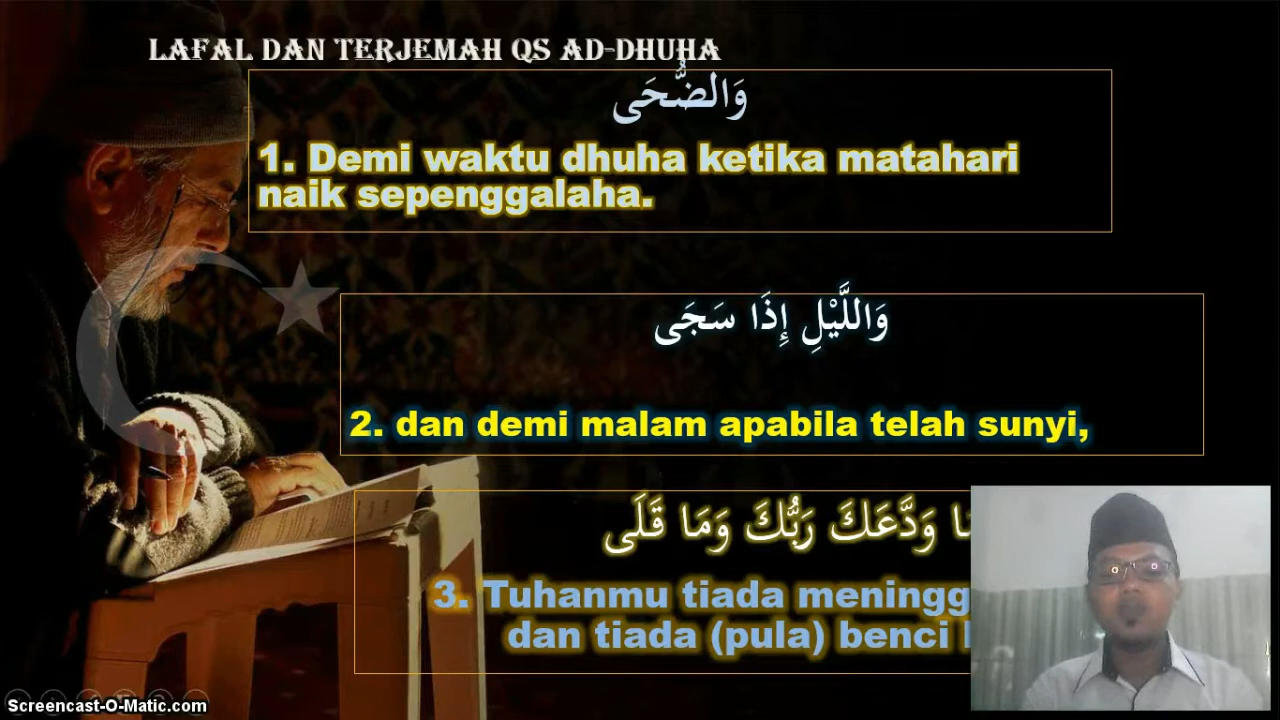 LAFAL DAN TERJEMAH QS AD-DHUHA
وَالضُّحَى
1. Demi waktu dhuha ketika matahari
naik sepenggalaha.
وَاللَّيْلِ إِذَا سَجَى
2. dan demi malam apabila telah sunyi,
وَدَّعَكَ رَبُّكَ وَمَا قَلَى
3. Tuhanmu tiada
dan tiada (pula) benci
Screencast-O-Matic.com